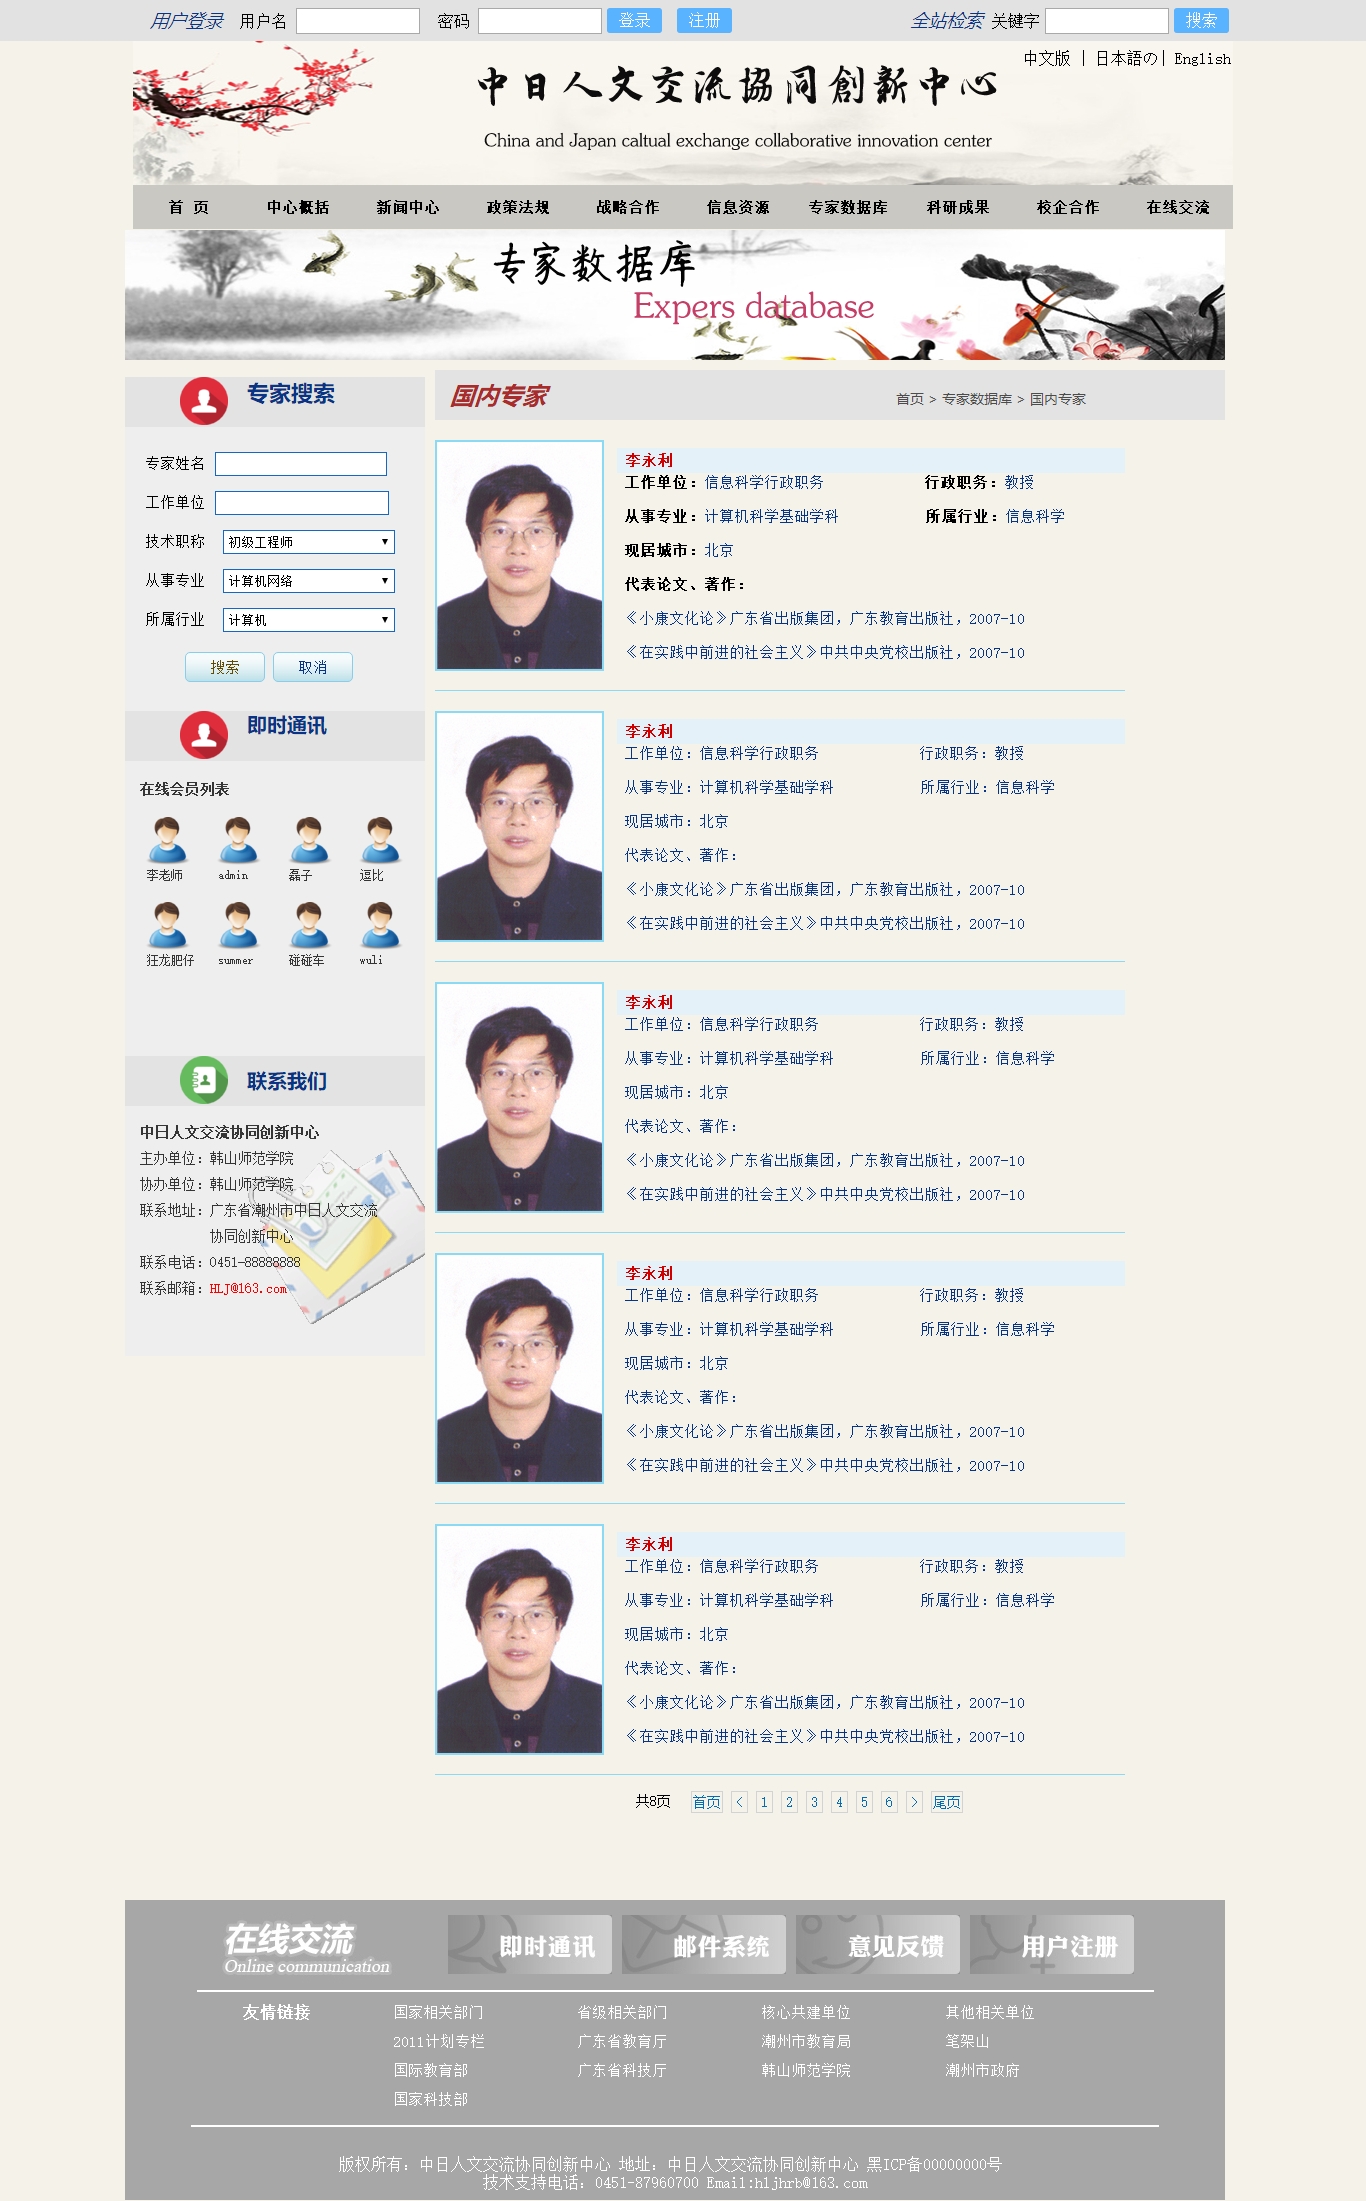 用户登录 用户名 密码 登录 注册 全站检索 关键字 搜索
中文版 | 日本語の| English
中日人文交流協同創新中心
China and Japan caltual exchange collaborative innovation center
首 页 中心概括 新闻中心 政策法规 战略合作 信息资源 专家数据库 科研成果 校企合作 在线交流
专家数据库
Expers database
专家搜索
专家姓名
工作单位
技术职称 初级工程师
从事专业 计算机网络
所属行业 计算机
搜索 取消
即时通讯
在线会员列表
李老师 admin 磊子 逗比
狂龙肥仔 summer 碰碰车 wuli
联系我们
中日人文交流协同创新中心
主办单位：韩山师范学院
协办单位：韩山师范学院
联系地址：广东省潮州市中日人文交流
协同创新中心
联系电话：0451-88888888
联系邮箱：HLJ@163.com
国内专家 首页 > 专家数据库 > 国内专家
李永利
工作单位：信息科学行政职务 行政职务：教授
从事专业：计算机科学基础学科 所属行业：信息科学
现居城市：北京
代表论文、著作：
《小康文化论》广东省出版集团，广东教育出版社，2007-10
《在实践中前进的社会主义》中共中央党校出版社，2007-10
李永利
工作单位：信息科学行政职务 行政职务：教授
从事专业：计算机科学基础学科 所属行业：信息科学
现居城市：北京
代表论文、著作：
《小康文化论》广东省出版集团，广东教育出版社，2007-10
《在实践中前进的社会主义》中共中央党校出版社，2007-10
李永利
工作单位：信息科学行政职务 行政职务：教授
从事专业：计算机科学基础学科 所属行业：信息科学
现居城市：北京
代表论文、著作：
《小康文化论》广东省出版集团，广东教育出版社，2007-10
《在实践中前进的社会主义》中共中央党校出版社，2007-10
李永利
工作单位：信息科学行政职务 行政职务：教授
从事专业：计算机科学基础学科 所属行业：信息科学
现居城市：北京
代表论文、著作：
《小康文化论》广东省出版集团，广东教育出版社，2007-10
《在实践中前进的社会主义》中共中央党校出版社，2007-10
李永利
工作单位：信息科学行政职务 行政职务：教授
从事专业：计算机科学基础学科 所属行业：信息科学
现居城市：北京
代表论文、著作：
《小康文化论》广东省出版集团，广东教育出版社，2007-10
《在实践中前进的社会主义》中共中央党校出版社，2007-10
共8页 首页 < 1 2 3 4 5 6 > 尾页
在线交流
Online communication
即时通讯 邮件系统 意见反馈 用户注册
友情链接 国家相关部门 省级相关部门 核心共建单位 其他相关单位
2011计划专栏 广东省教育厅 潮州市教育局 笔架山
国际教育部 广东省科技厅 韩山师范学院 潮州市政府
国家科技部
版权所有：中日人文交流协同创新中心 地址：中日人文交流协同创新中心 黑ICP备00000000号
技术支持电话：0451-87960700 Email:hljhrb@163.com